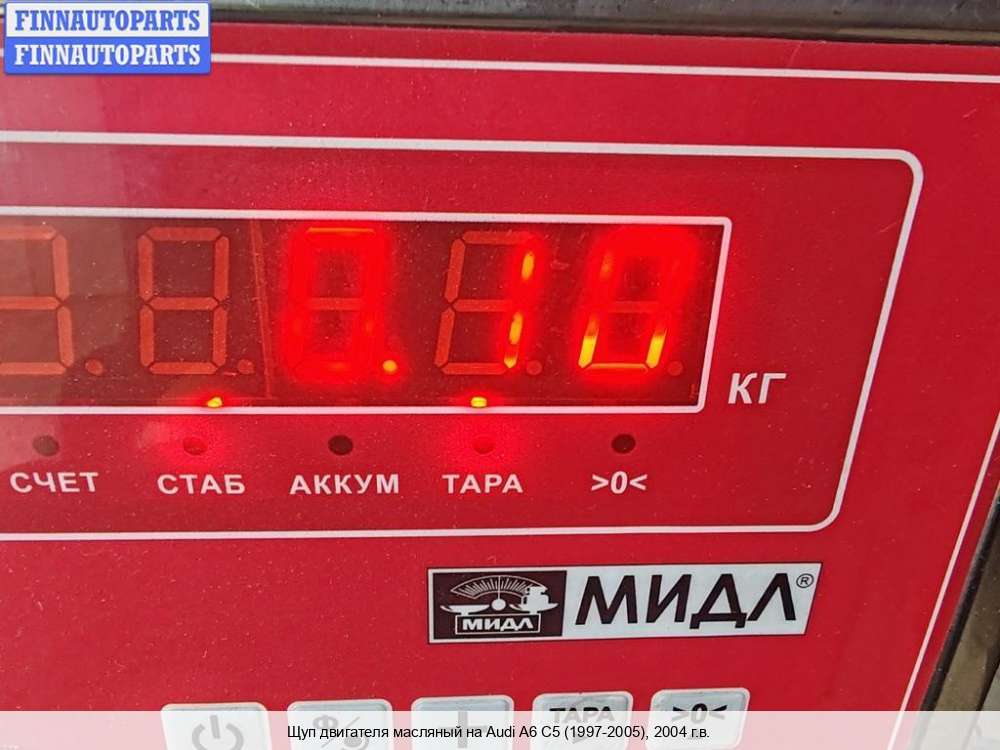 FINNAUTOPARTS
FINNAUTOPARTS
0.10
КГ
СЧЕТ СТАБ АККУМ ТАРА >0<
МИДЛ МИДЛ®
ТАРА >0<
Щуп двигателя масляный на Audi A6 C5 (1997-2005), 2004 г.в.